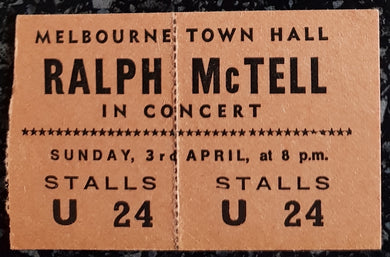 MELBOURNE TOWN HALL
RALPH McTELL
IN CONCERT
SUNDAY, 3rd APRIL, at 8 p.m.
STALLS STALLS
U 24 U 24